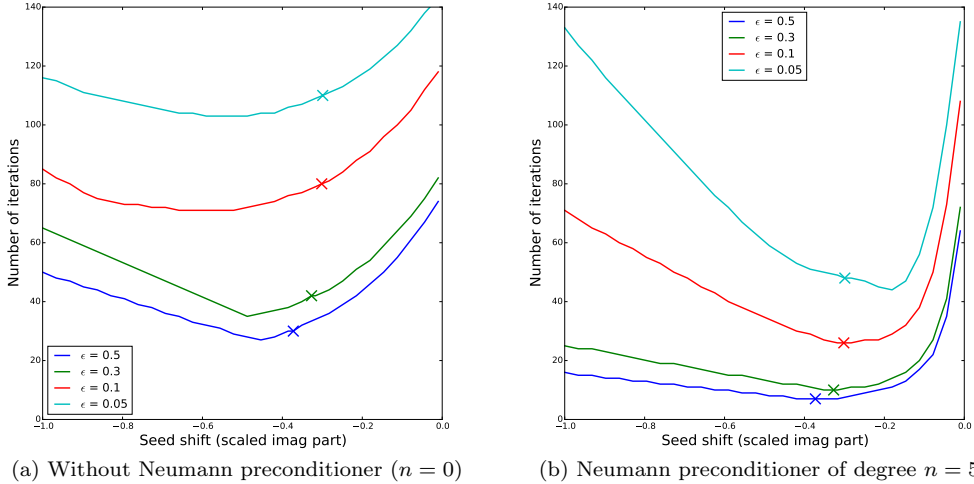 140
120
100
80
60
40
20
0
Number of iterations
ϵ = 0.5
ϵ = 0.3
ϵ = 0.1
ϵ = 0.05
−1.0 −0.8 −0.6 −0.4 −0.2 0.0
Seed shift (scaled imag part)
(a) Without Neumann preconditioner (n = 0)
140
120
100
80
60
40
20
0
Number of iterations
ϵ = 0.5
ϵ = 0.3
ϵ = 0.1
ϵ = 0.05
−1.0 −0.8 −0.6 −0.4 −0.2 0.0
Seed shift (scaled imag part)
(b) Neumann preconditioner of degree n = 5